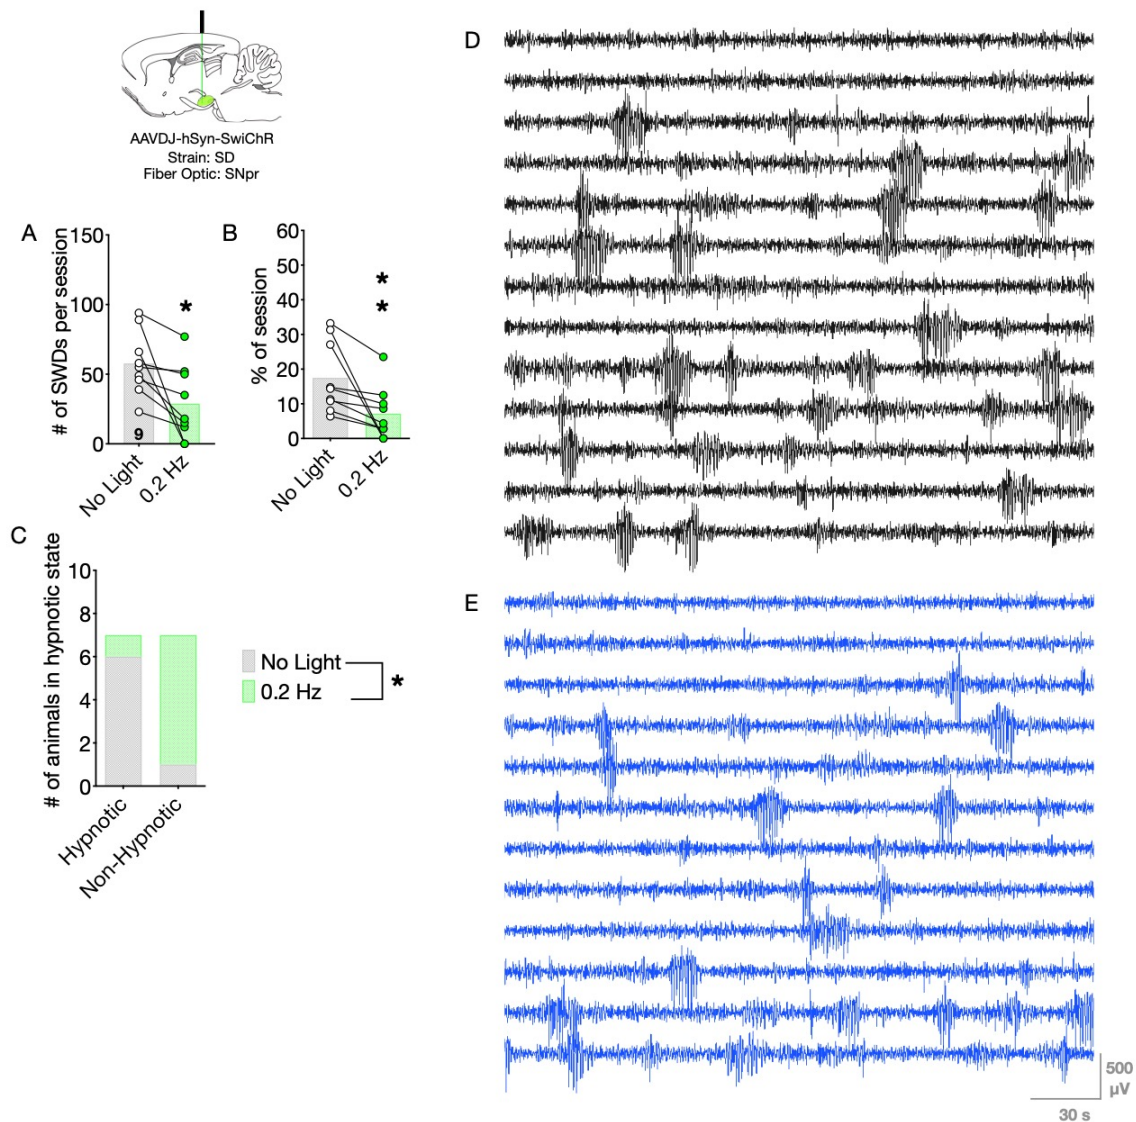 AAVDJ-hSyn-SwiChR
Strain: SD
Fiber Optic: SNpr
A
# of SWDs per session
150
100
50
0
9
No Light
0.2 Hz
*
B
% of session
60
50
40
30
20
10
0
No Light
0.2 Hz
*
*
C
# of animals in hypnotic state
10
8
6
4
2
0
Hypnotic
Non-Hypnotic
No Light
0.2 Hz
*
D
E
500
µV
30 s